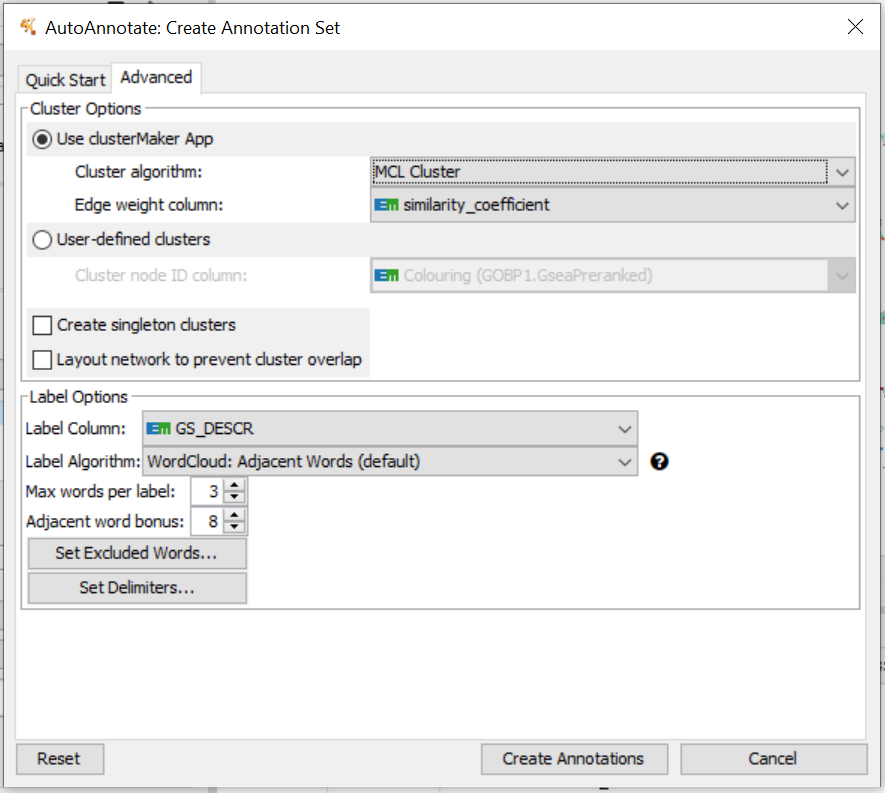 AutoAnnotate: Create Annotation Set
Quick Start Advanced
Cluster Options
Use clusterMaker App
Cluster algorithm: MCL Cluster
Edge weight column: EM similarity_coefficient
User-defined clusters
Cluster node ID column: EM Colouring (GOBP1.GseaPreranked)
Create singleton clusters
Layout network to prevent cluster overlap
Label Options
Label Column: EM GS_DESCR
Label Algorithm: WordCloud: Adjacent Words (default) ?
Max words per label: 3
Adjacent word bonus: 8
Set Excluded Words...
Set Delimiters...
Reset Create Annotations Cancel